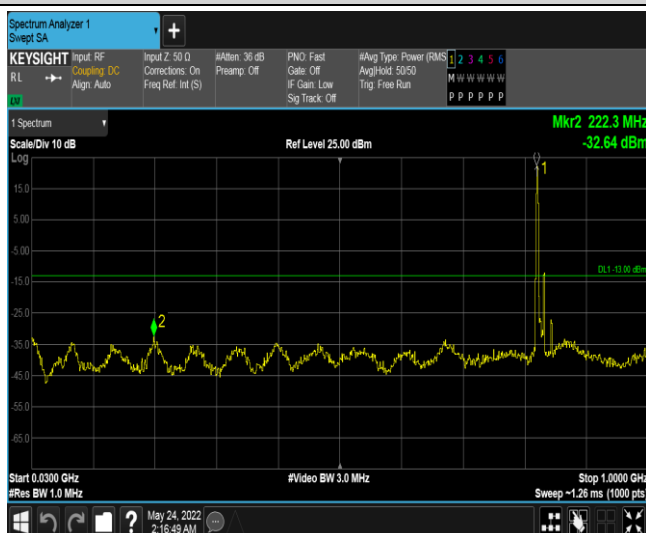 Spectrum Analyzer 1
Swept SA
+
KEYSIGHT Input: RF Input Z: 50 Ω #Atten: 36 dB PNO: Fast #Avg Type: Power (RMS 1 2 3 4 5 6
RL Coupling: DC Corrections: On Preamp: Off Gate: Off Avg|Hold: 50/50 M W W W W W
Align: Auto Freq Ref: Int (S) IF Gain: Low Trig: Free Run
Sig Track: Off P P P P P P
1 Spectrum Mkr2 222.3 MHz
Scale/Div 10 dB Ref Level 25.00 dBm -32.64 dBm
Log
1
15.0
5.00
-5.00
DL1 -13.00 dBm
-15.0
-25.0
2
-35.0
-45.0
-55.0
-65.0
Start 0.0300 GHz #Video BW 3.0 MHz Stop 1.0000 GHz
#Res BW 1.0 MHz Sweep ~1.26 ms (1000 pts)
? May 24, 2022
2:16:49 AM